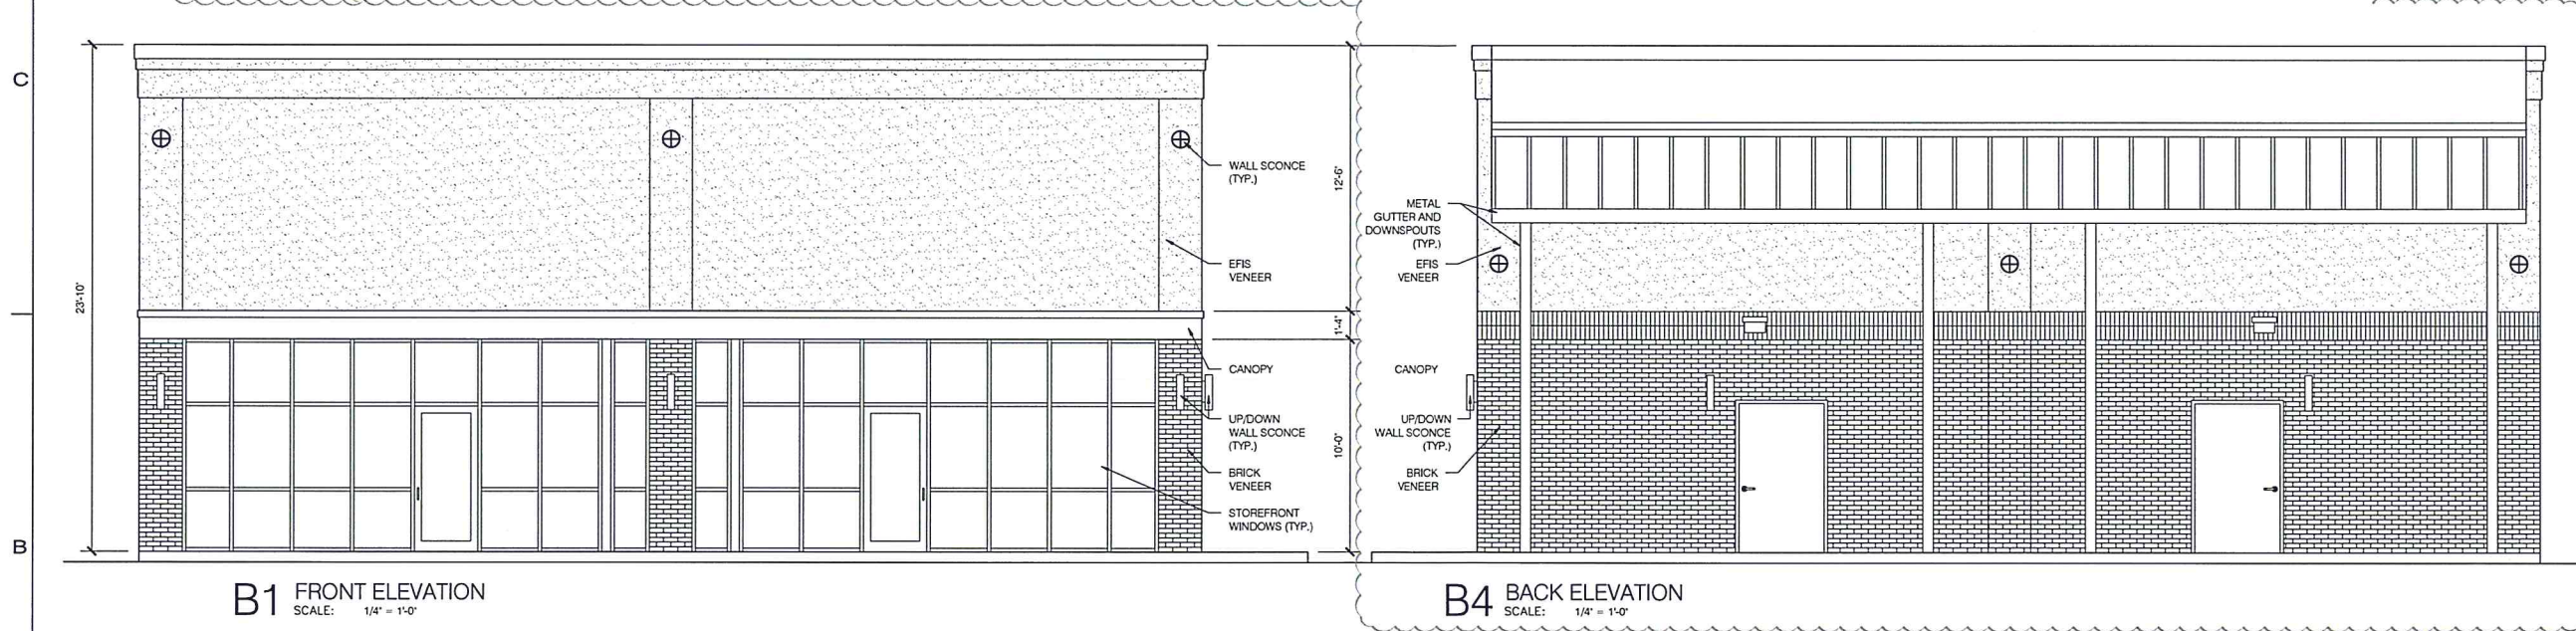 C
B
23'-10"
WALL SCONCE
(TYP.)
EFIS
VENEER
CANOPY
UP/DOWN
WALL SCONCE
(TYP.)
BRICK
VENEER
STOREFRONT
WINDOWS (TYP.)
12'-6"
1'-4"
10'-0"
B1 FRONT ELEVATION
SCALE: 1/4" = 1'-0"
METAL
GUTTER AND
DOWNSPOUTS
(TYP.)
EFIS
VENEER
CANOPY
UP/DOWN
WALL SCONCE
(TYP.)
BRICK
VENEER
B4 BACK ELEVATION
SCALE: 1/4" = 1'-0"